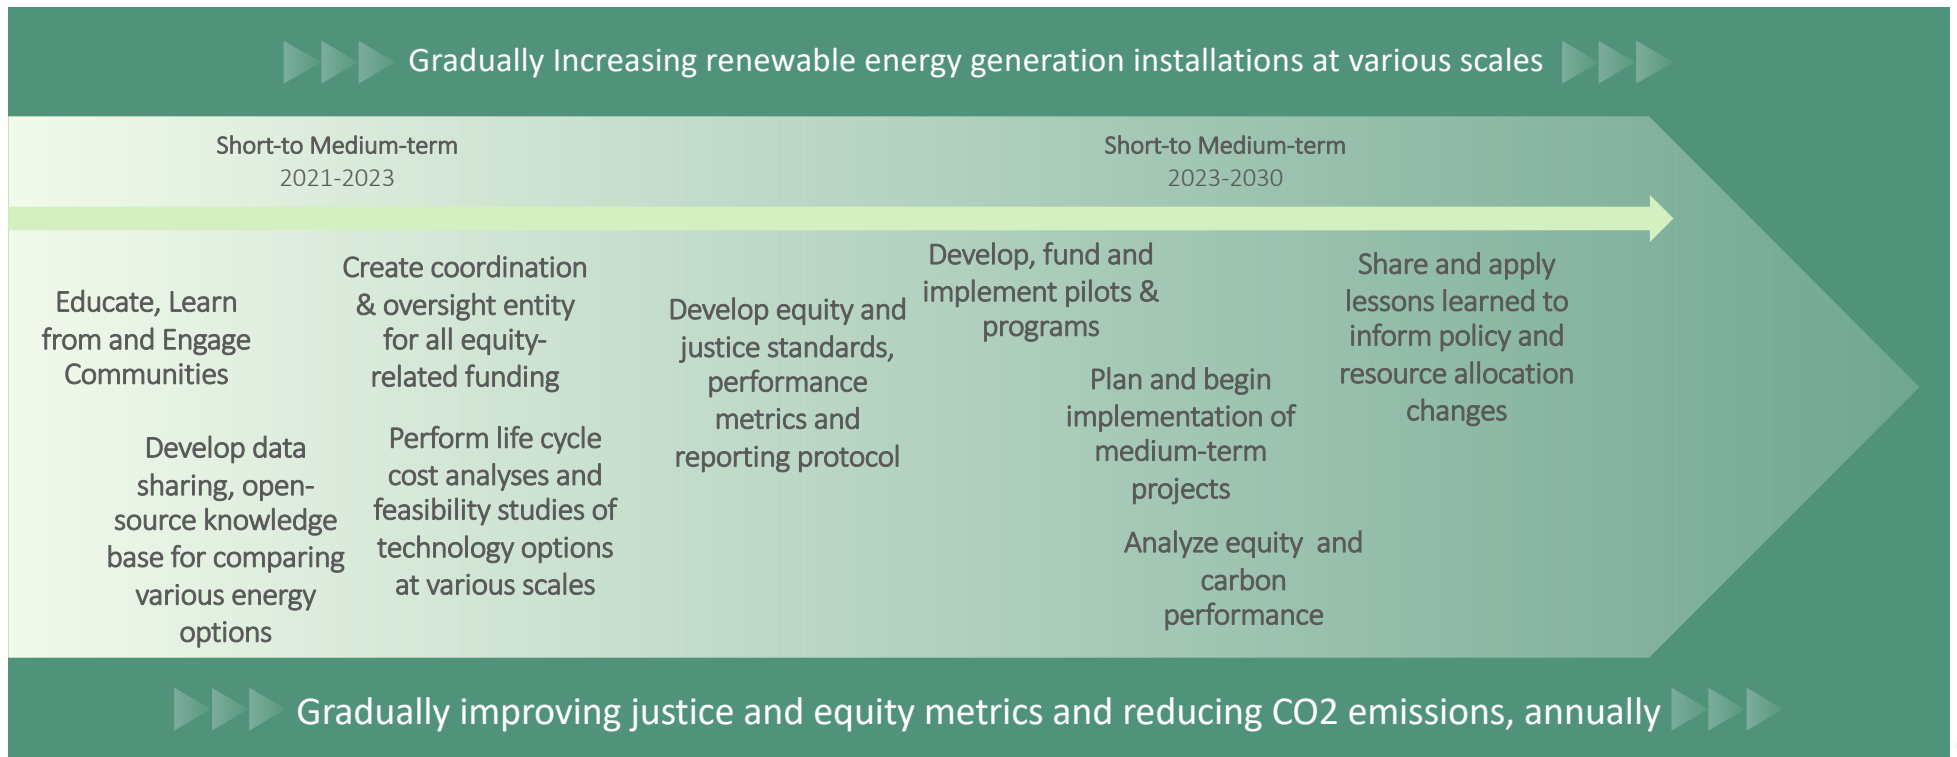 Gradually Increasing renewable energy generation installations at various scales
Short-to Medium-term
2021-2023
Short-to Medium-term
2023-2030
Educate, Learn
from and Engage
Communities
Develop data
sharing, open-
source knowledge
base for comparing
various energy
options
Create coordination
& oversight entity
for all equity-
related funding
Perform life cycle
cost analyses and
feasibility studies of
technology options
at various scales
Develop equity and
justice standards,
performance
metrics and
reporting protocol
Develop, fund and
implement pilots &
programs
Plan and begin
implementation of
medium-term
projects
Analyze equity  and
carbon
performance
Share and apply
lessons learned to
inform policy and
resource allocation
changes
Gradually improving justice and equity metrics and reducing CO2 emissions, annually